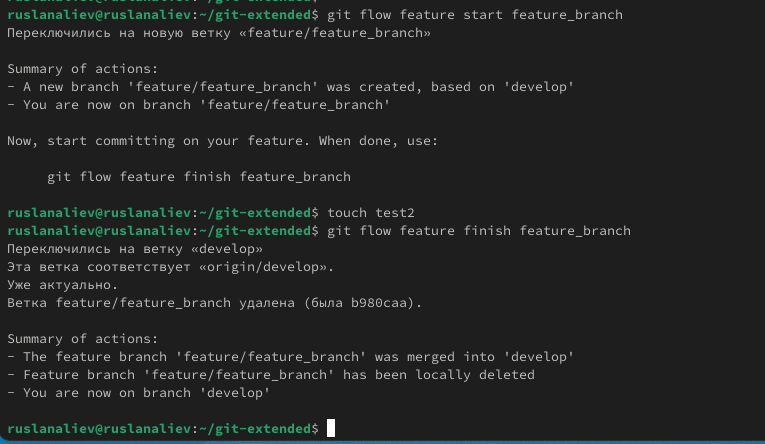 ruslanaliev@ruslanaliev:~/git-extended$ git flow feature start feature_branch
Переключились на новую ветку «feature/feature_branch»
Summary of actions:
- A new branch 'feature/feature_branch' was created, based on 'develop'
- You are now on branch 'feature/feature_branch'
Now, start committing on your feature. When done, use:
git flow feature finish feature_branch
ruslanaliev@ruslanaliev:~/git-extended$ touch test2
ruslanaliev@ruslanaliev:~/git-extended$ git flow feature finish feature_branch
Переключились на ветку «develop»
Эта ветка соответствует «origin/develop».
Уже актуально.
Ветка feature/feature_branch удалена (была b980caa).
Summary of actions:
- The feature branch 'feature/feature_branch' was merged into 'develop'
- Feature branch 'feature/feature_branch' has been locally deleted
- You are now on branch 'develop'
ruslanaliev@ruslanaliev:~/git-extended$